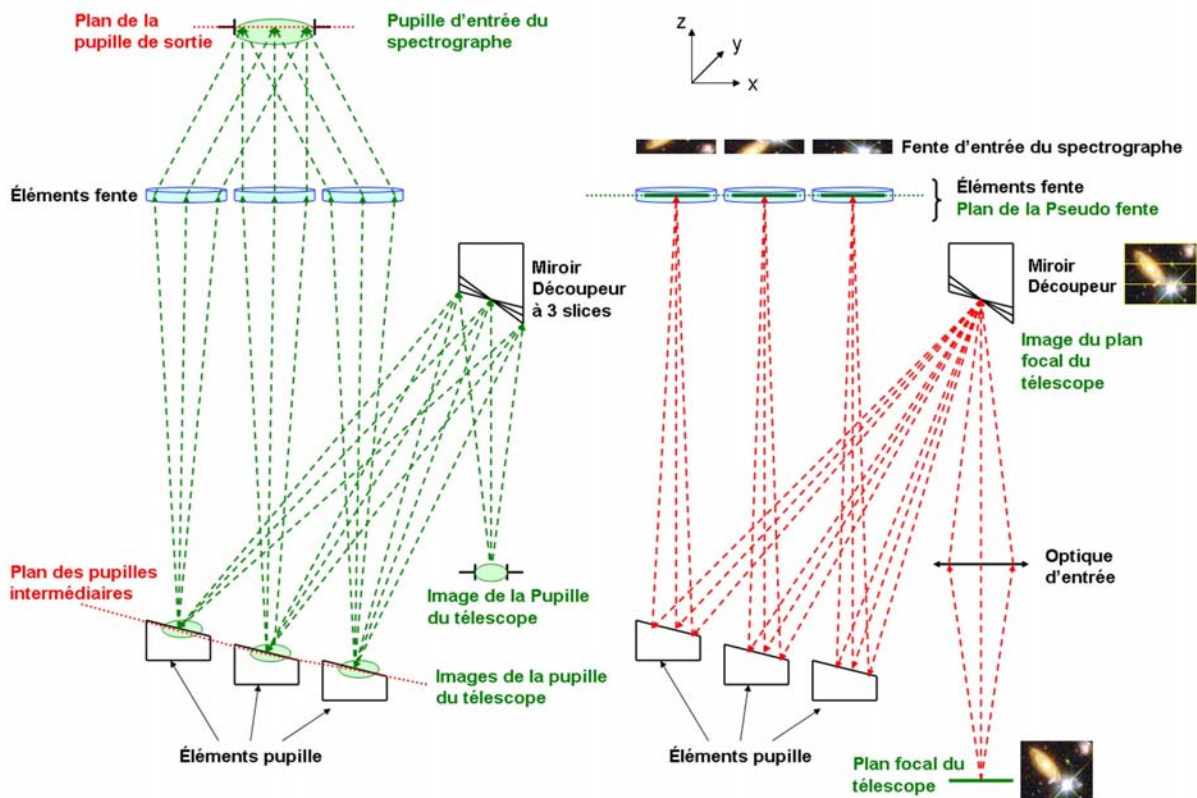 Plan de la
pupille de sortie
Pupille d'entrée du
spectrographe
Éléments fente
Miroir
Découpeur
à 3 slices
Plan des pupilles
intermédiaires
Image de la Pupille
du télescope
Images de la pupille
du télescope
Éléments pupille
z
y
x
Fente d'entrée du spectrographe
Éléments fente
Plan de la Pseudo fente
Miroir
Découpeur
Image du plan
focal du
télescope
Optique
d'entrée
Éléments pupille
Plan focal du
télescope